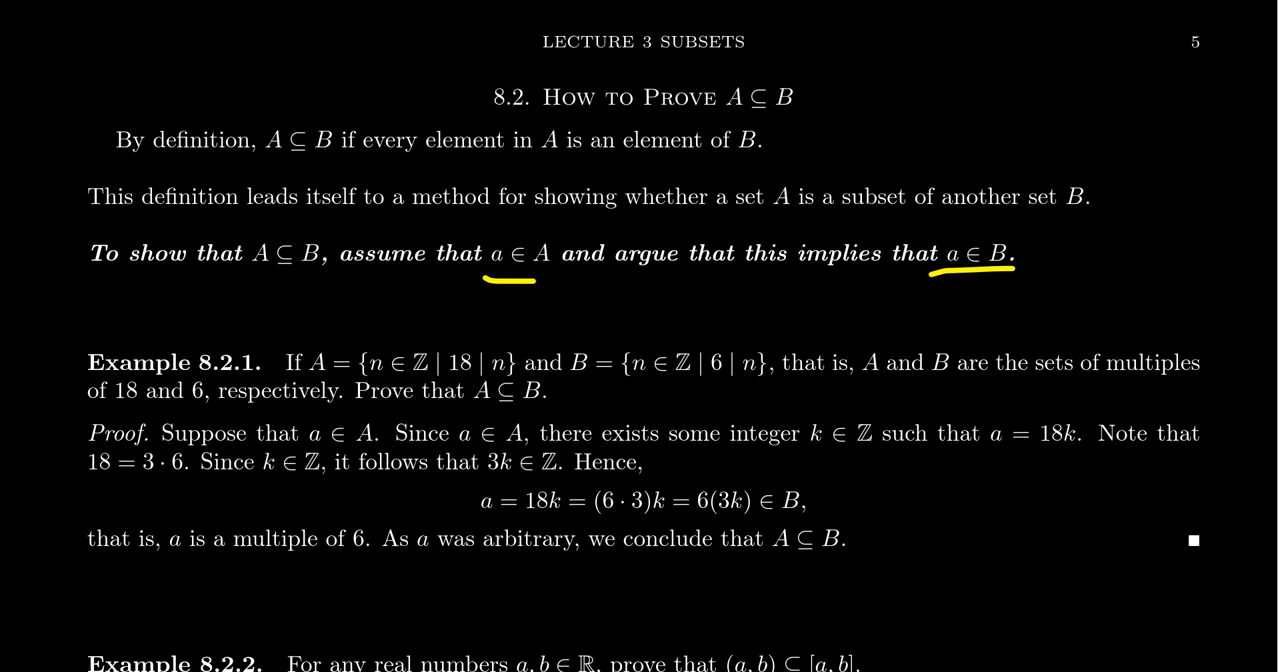 LECTURE 3 SUBSETS 5
8.2. How to Prove A ⊆ B
By definition, A ⊆ B if every element in A is an element of B.
This definition leads itself to a method for showing whether a set A is a subset of another set B.
To show that A ⊆ B, assume that a ∈ A and argue that this implies that a ∈ B.
Example 8.2.1. If A = {n ∈ ℤ | 18 | n} and B = {n ∈ ℤ | 6 | n}, that is, A and B are the sets of multiples
of 18 and 6, respectively. Prove that A ⊆ B.
Proof. Suppose that a ∈ A. Since a ∈ A, there exists some integer k ∈ ℤ such that a = 18k. Note that
18 = 3 · 6. Since k ∈ ℤ, it follows that 3k ∈ ℤ. Hence,
a = 18k = (6 · 3)k = 6(3k) ∈ B,
that is, a is a multiple of 6. As a was arbitrary, we conclude that A ⊆ B. ■
Example 8.2.2. For any real numbers a, b ∈ ℝ, prove that (a, b) ⊆ [a, b].